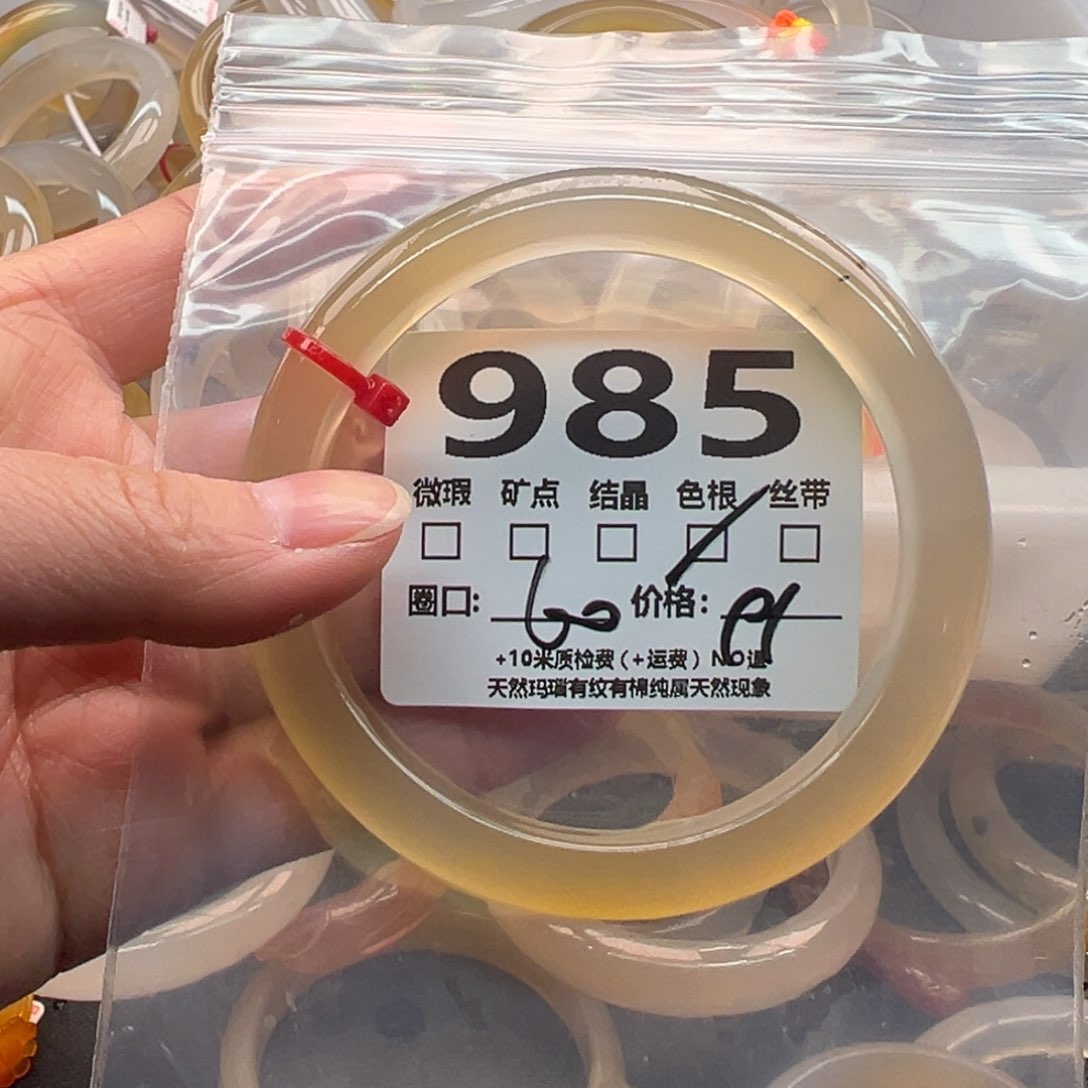 985
微瑕 矿点 结晶 色根 丝带
圈口: 60 价格:
+10米质检费(+运费) NO退
天然玛瑙有纹有棉纯属天然现象